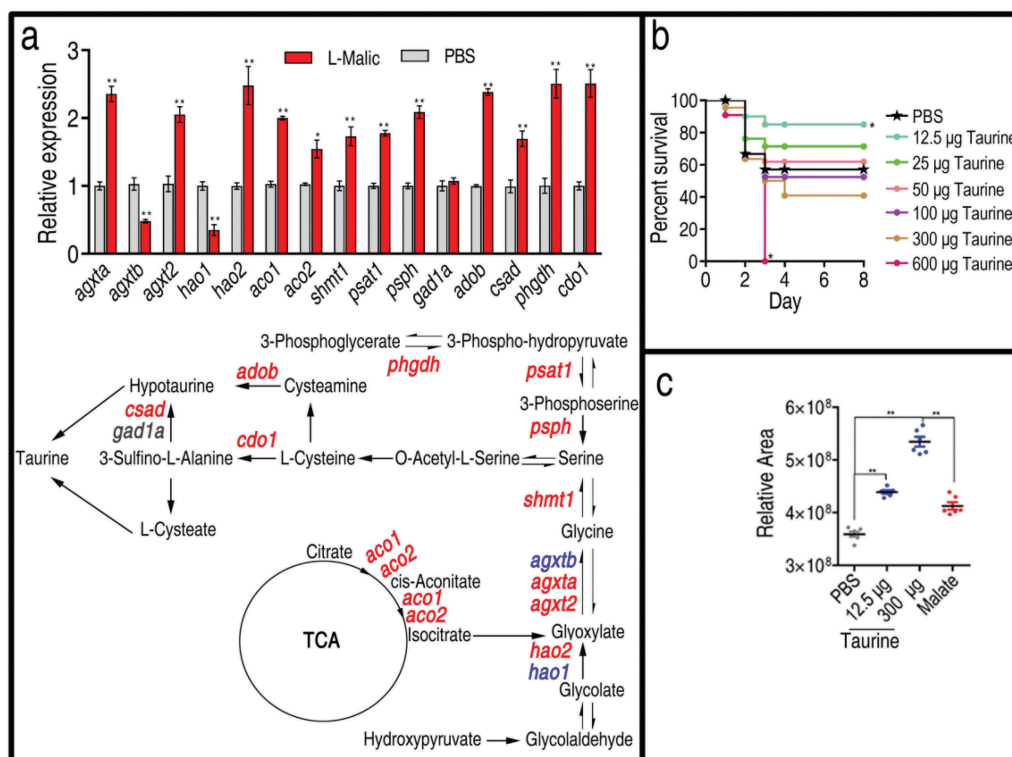 a
L-Malic
PBS
Relative expression
3
2
1
0
**
**
**
**
**
**
*
**
**
**
**
**
**
**
agxta
agxtb
agxt2
hao1
hao2
aco1
aco2
shmt1
psat1
psph
gad1a
adob
csad
phgdh
cdo1
3-Phosphoglycerate
3-Phospho-hydropyruvate
phgdh
psat1
adob
Hypotaurine
Cysteamine
3-Phosphoserine
csad
gad1a
psph
cdo1
Taurine
3-Sulfino-L-Alanine
L-Cysteine
O-Acetyl-L-Serine
Serine
shmt1
L-Cysteate
Glycine
Citrate
aco1
aco2
cis-Aconitate
aco1
aco2
Isocitrate
TCA
agxtb
agxta
agxt2
Glyoxylate
hao2
hao1
Glycolate
Hydroxypyruvate
Glycolaldehyde
b
Percent survival
100
80
60
40
20
0
0
2
4
6
8
Day
*
*
PBS
12.5 µg Taurine
25 µg Taurine
50 µg Taurine
100 µg Taurine
300 µg Taurine
600 µg Taurine
c
Relative Area
6×10⁸
5×10⁸
4×10⁸
3×10⁸
**
**
**
PBS
12.5 µg
300 µg
Malate
Taurine